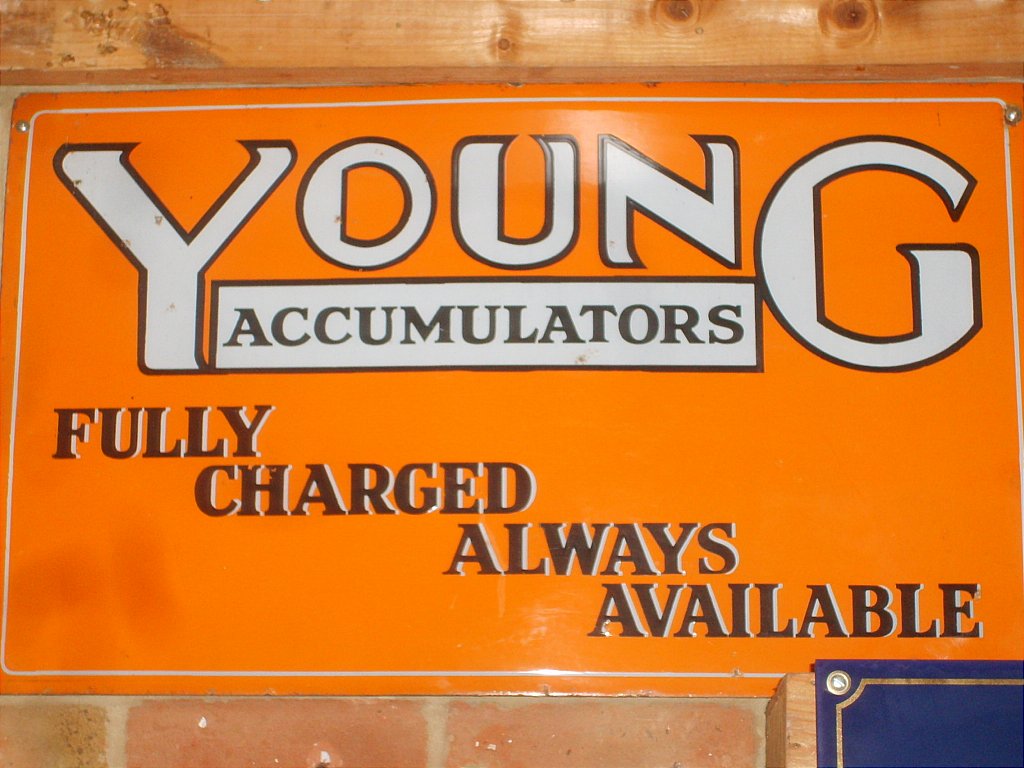 YOUNG
ACCUMULATORS
FULLY
CHARGED
ALWAYS
AVAILABLE